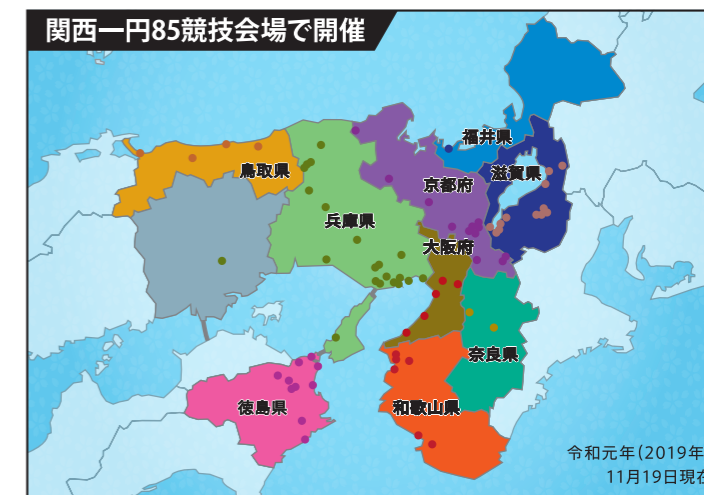 関西一円85競技会場で開催
福井県
滋賀県
鳥取県
京都府
兵庫県
大阪府
奈良県
徳島県
和歌山県
令和元年(2019年
11月19日現在